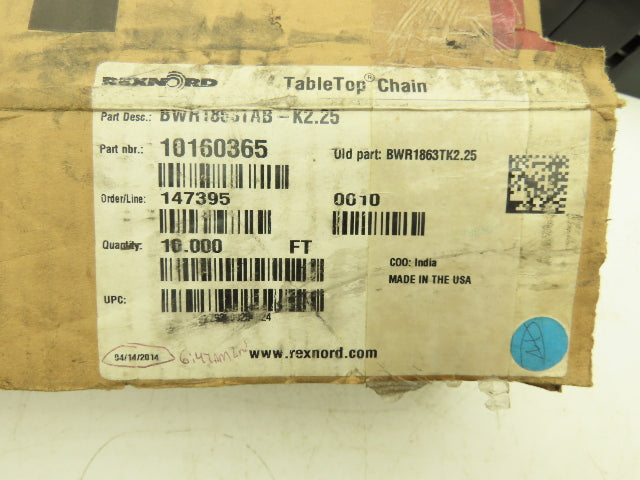 REXNORD TableTop® Chain
Part Desc.: BWR1863TAB - K2.25
Part nbr.: 10160365 Old part: BWR1863TK2.25
Order/Line: 147395 0010
Quantity: 10.000 FT
COO: India
MADE IN THE USA
UPC:
04/14/2014 www.rexnord.com